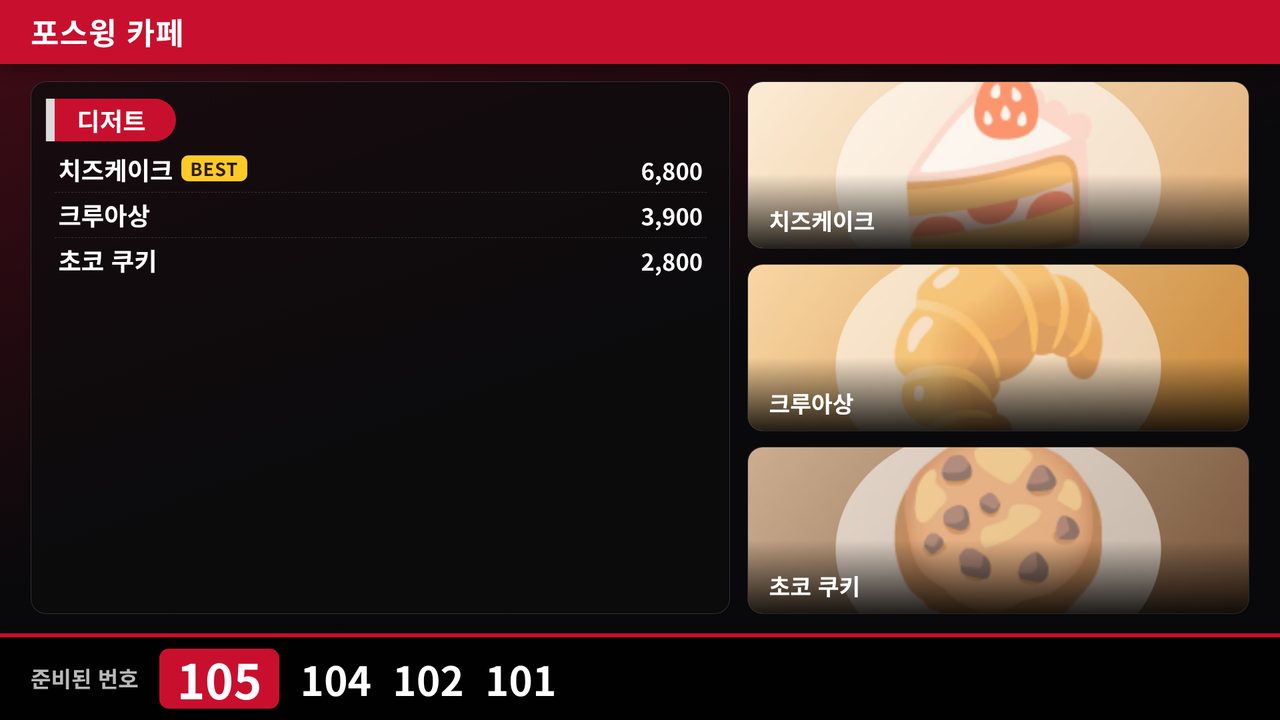 포스윙 카페
디저트
치즈케이크 BEST 6,800
크루아상 3,900
초코 쿠키 2,800
치즈케이크
크루아상
초코 쿠키
준비된 번호 105 104 102 101